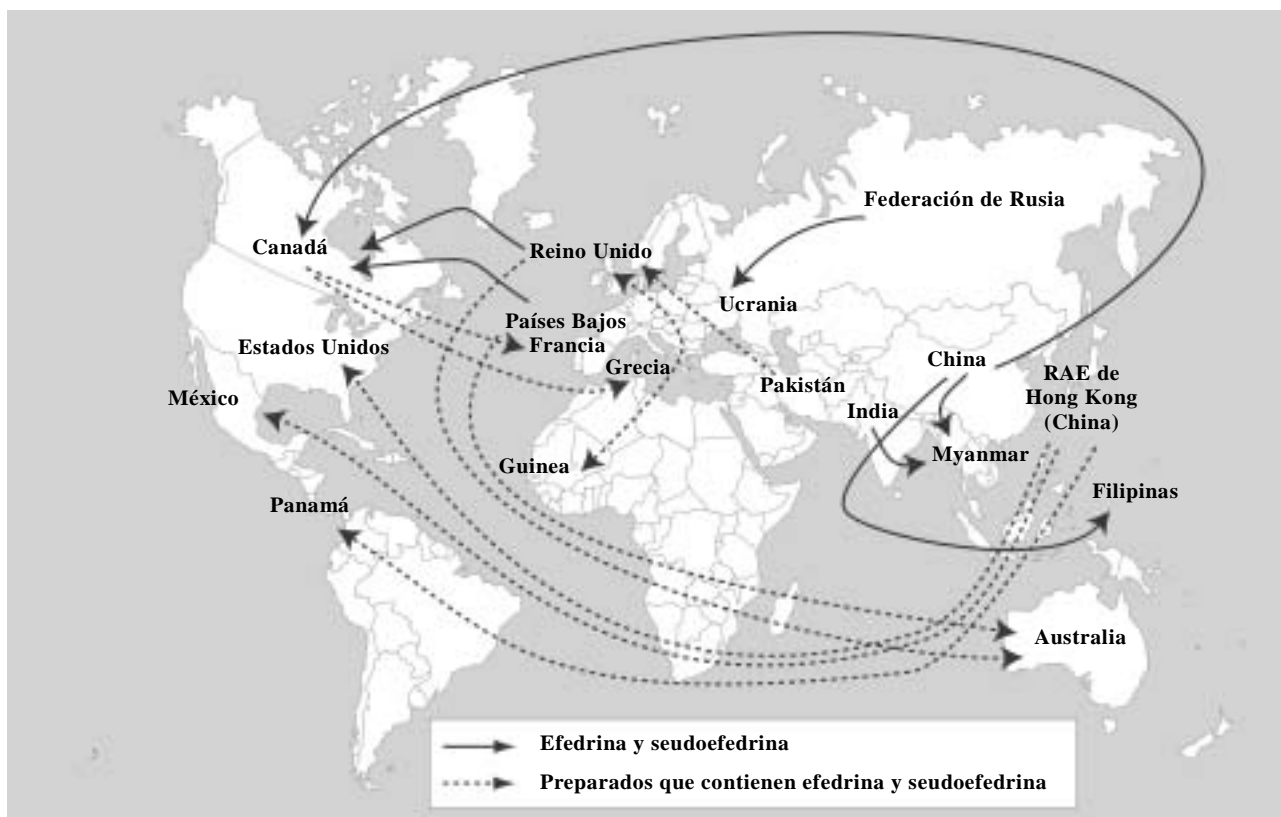 Federación de Rusia
Canadá
Reino Unido
Ucrania
Países Bajos
Francia
Estados Unidos
Grecia
China
Pakistán
RAE de
Hong Kong
(China)
México
India
Myanmar
Guinea
Filipinas
Panamá
Australia
Efedrina y seudoefedrina
Preparados que contienen efedrina y seudoefedrina